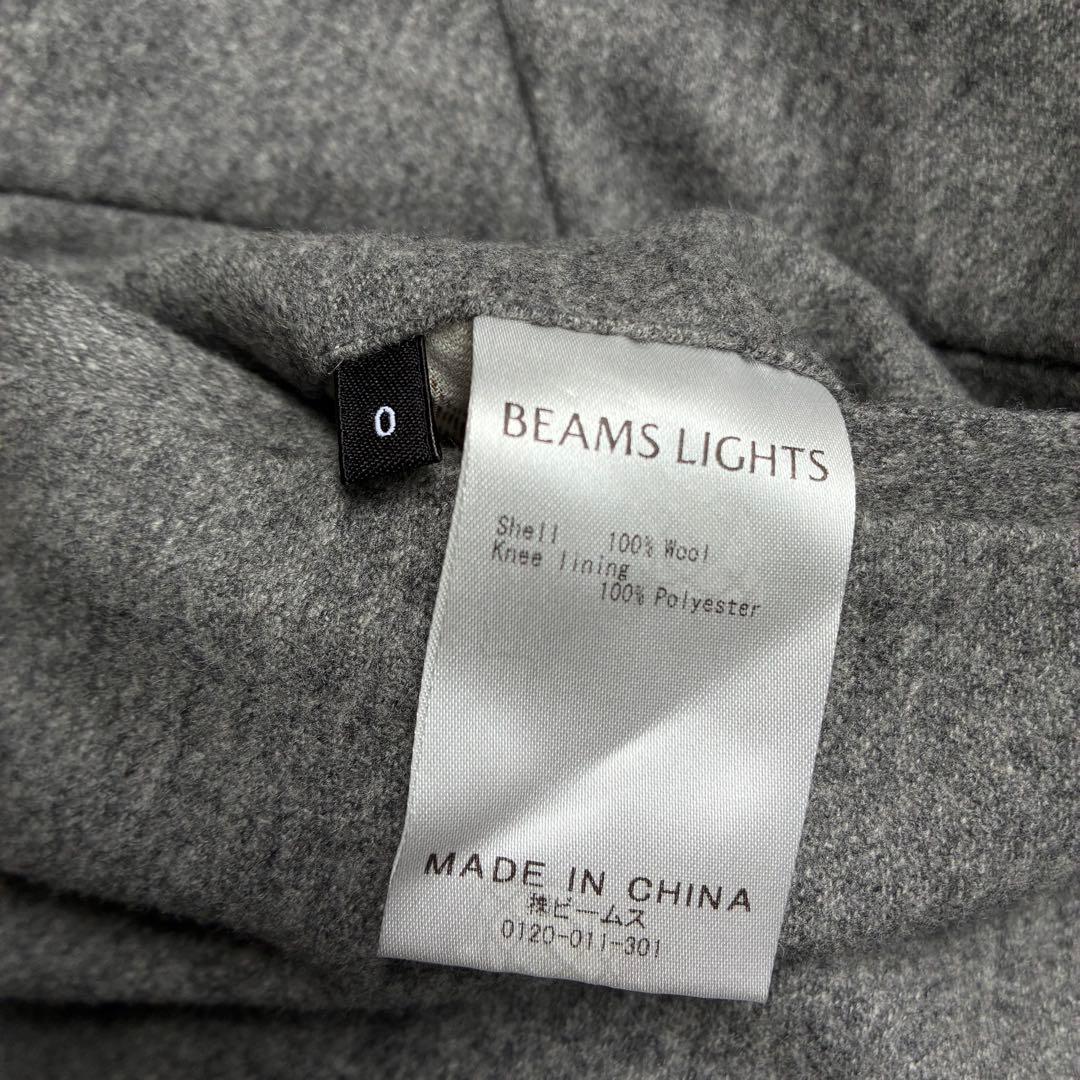 0
BEAMS LIGHTS
Shell 100% Wool
Knee lining
100% Polyester
MADE IN CHINA
㈱ビームス
0120-011-301